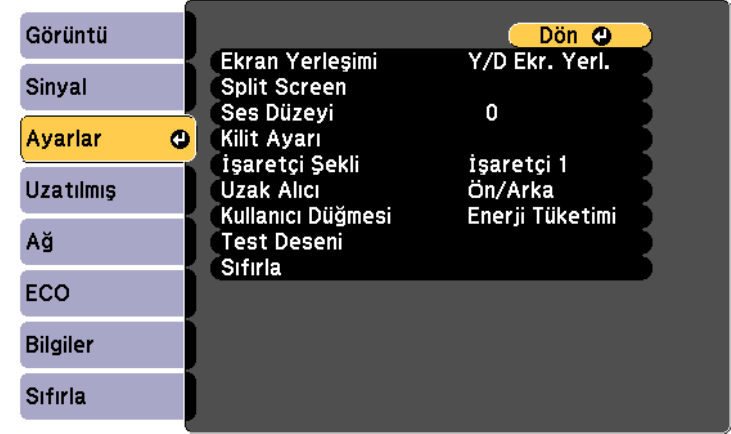 Görüntü
Sinyal
Ayarlar
Uzatılmış
Ağ
ECO
Bilgiler
Sıfırla
Dön
Ekran Yerleşimi Y/D Ekr. Yerl.
Split Screen
Ses Düzeyi 0
Kilit Ayarı
İşaretçi Şekli İşaretçi 1
Uzak Alıcı Ön/Arka
Kullanıcı Düğmesi Enerji Tüketimi
Test Deseni
Sıfırla